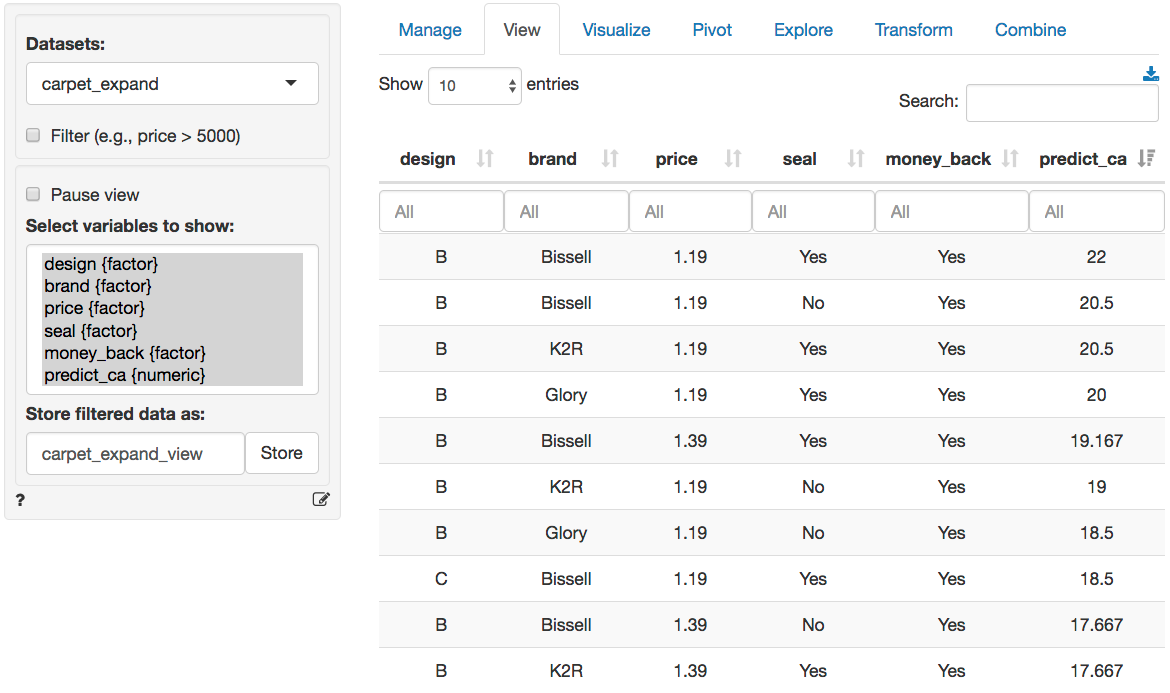 Datasets:
carpet_expand
Filter (e.g., price > 5000)
Pause view
Select variables to show:
design {factor}
brand {factor}
price {factor}
seal {factor}
money_back {factor}
predict_ca {numeric}
Store filtered data as:
carpet_expand_view Store
?
Manage View Visualize Pivot Explore Transform Combine
Show 10 entries
Search:
design brand price seal money_back predict_ca
All All All All All All
B Bissell 1.19 Yes Yes 22
B Bissell 1.19 No Yes 20.5
B K2R 1.19 Yes Yes 20.5
B Glory 1.19 Yes Yes 20
B Bissell 1.39 Yes Yes 19.167
B K2R 1.19 No Yes 19
B Glory 1.19 No Yes 18.5
C Bissell 1.19 Yes Yes 18.5
B Bissell 1.39 No Yes 17.667
B K2R 1.39 Yes Yes 17.667